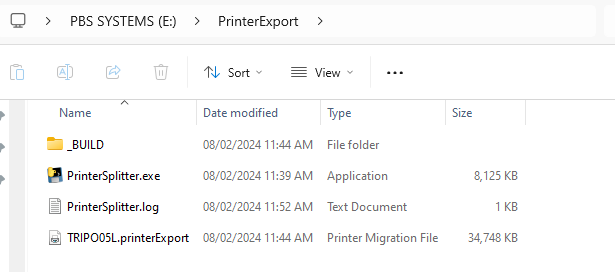 PBS SYSTEMS (E:) PrinterExport
Sort View
Name Date modified Type Size
_BUILD 08/02/2024 11:44 AM File folder
PrinterSplitter.exe 08/02/2024 11:39 AM Application 8,125 KB
PrinterSplitter.log 08/02/2024 11:52 AM Text Document 1 KB
TRIPO05L.printerExport 08/02/2024 11:44 AM Printer Migration File 34,748 KB